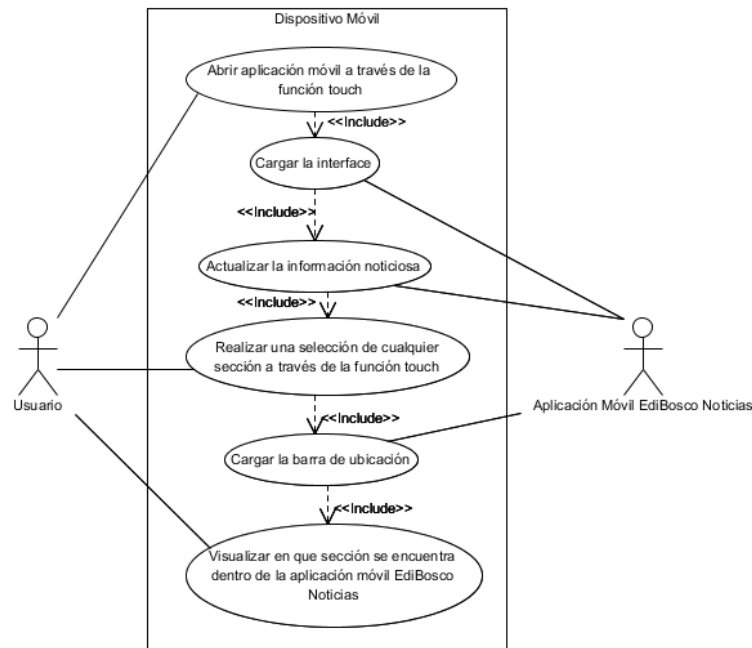 Dispositivo Móvil
Abrir aplicación móvil a través de la
función touch
<<Include>>
Cargar la interface
<<Include>>
Actualizar la información noticiosa
<<Include>>
Realizar una selección de cualquier
sección a través de la función touch
Usuario
Aplicación Móvil EdiBosco Noticias
<<Include>>
Cargar la barra de ubicación
<<Include>>
Visualizar en que sección se encuentra
dentro de la aplicación móvil EdiBosco
Noticias